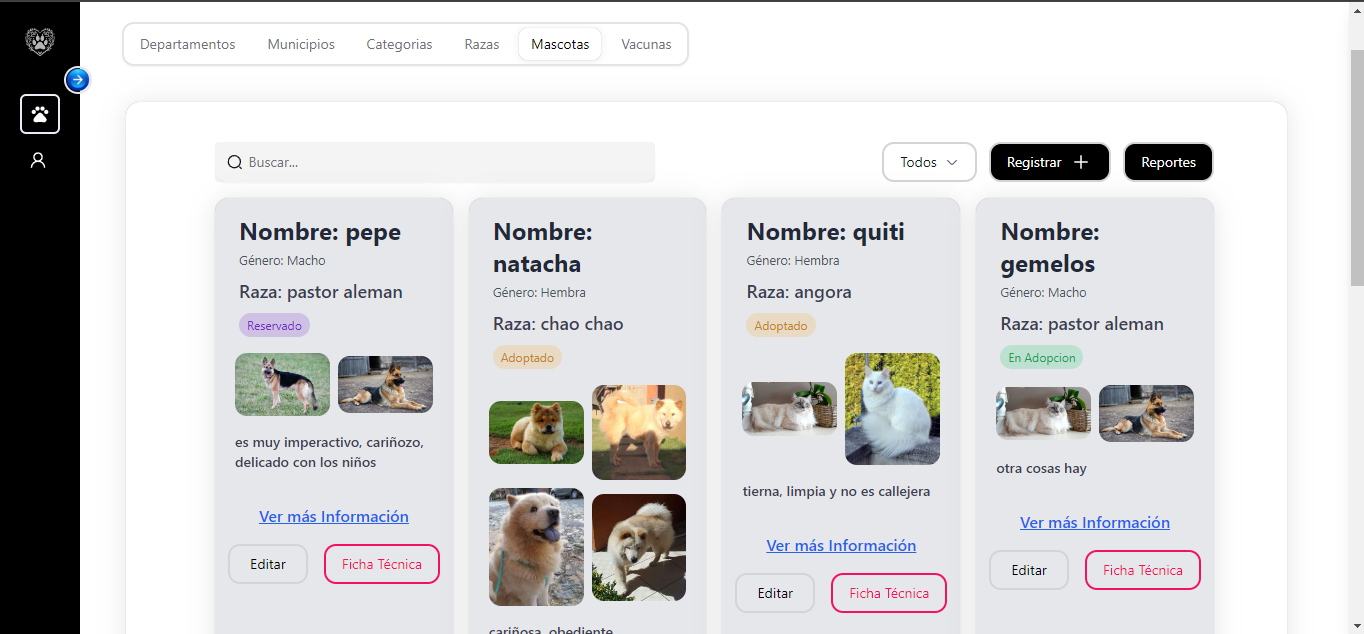 Departamentos Municipios Categorias Razas Mascotas Vacunas
Buscar... Todos Registrar Reportes
Nombre: pepe
Género: Macho
Raza: pastor aleman
Reservado
es muy imperactivo, cariñozo,
delicado con los niños
Ver más Información
Editar Ficha Técnica
Nombre:
natacha
Género: Hembra
Raza: chao chao
Adoptado
cariñosa, obediente
Nombre: quiti
Género: Hembra
Raza: angora
Adoptado
tierna, limpia y no es callejera
Ver más Información
Editar Ficha Técnica
Nombre:
gemelos
Género: Macho
Raza: pastor aleman
En Adopcion
otra cosas hay
Ver más Información
Editar Ficha Técnica